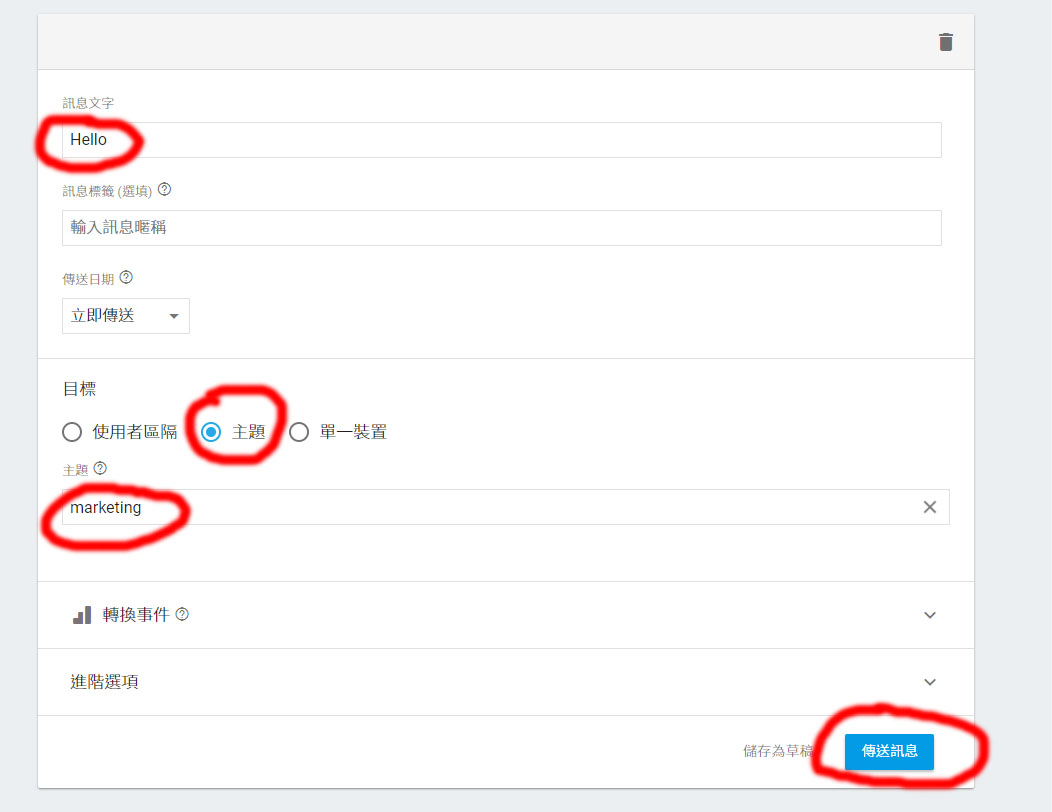 訊息文字
Hello
訊息標籤 (選填)
輸入訊息暱稱
傳送日期
立即傳送
目標
使用者區隔 主題 單一裝置
主題
marketing
轉換事件
進階選項
儲存為草稿 傳送訊息